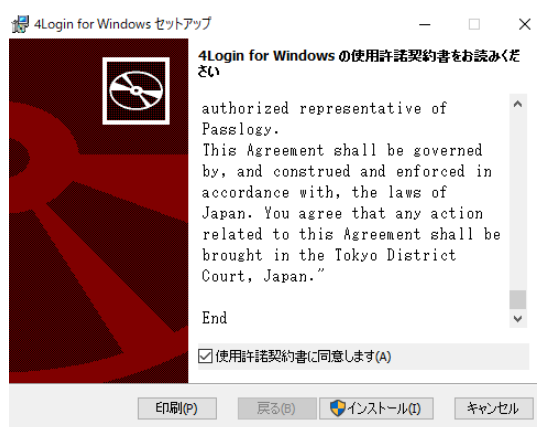 4Login for Windows セットアップ
4Login for Windows の使用許諾契約書をお読みくだ
さい
authorized representative of
Passlogy.
This Agreement shall be governed
by, and construed and enforced in
accordance with, the laws of
Japan. You agree that any action
related to this Agreement shall be
brought in the Tokyo District
Court, Japan.”
End
使用許諾契約書に同意します(A)
印刷(P) 戻る(B) インストール(I) キャンセル